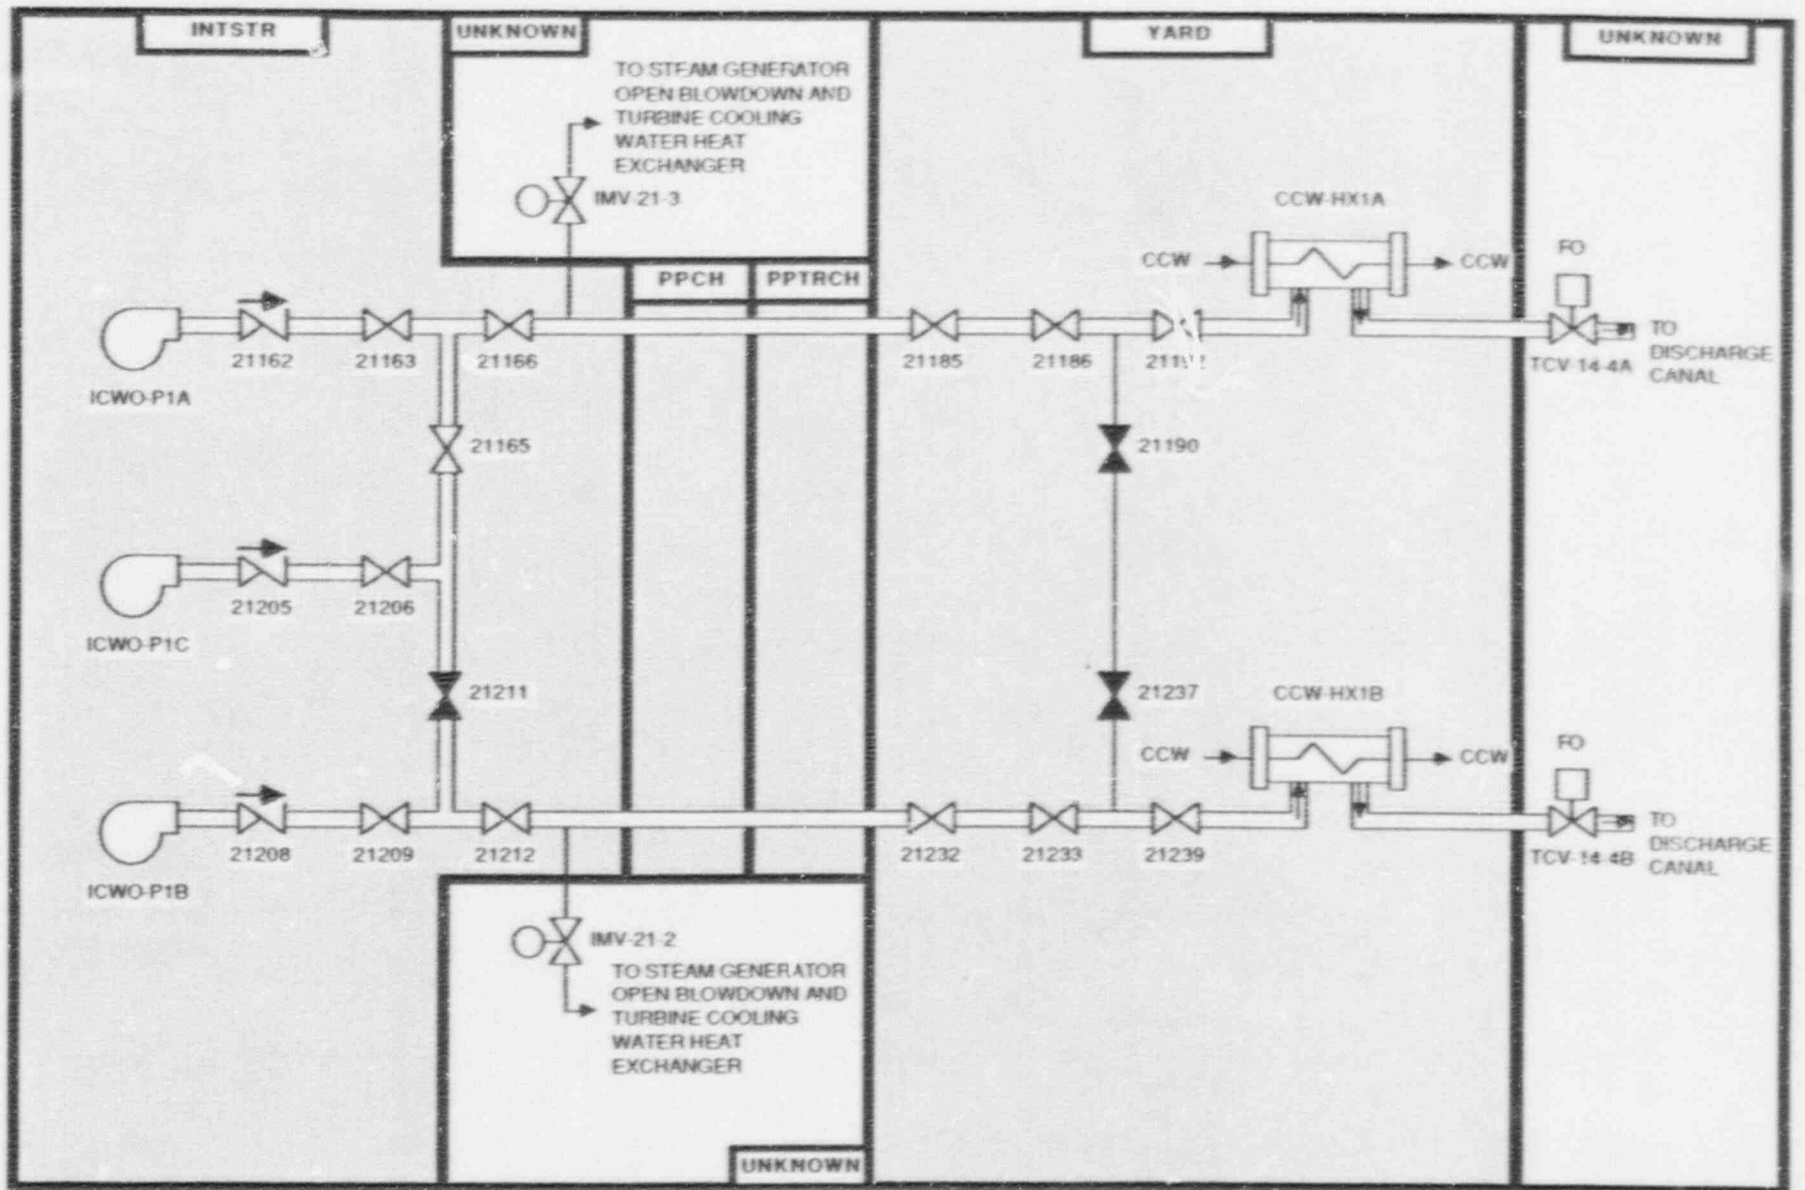 INTSTR
UNKNOWN
YARD
UNKNOWN
TO STEAM GENERATOR
OPEN BLOWDOWN AND
TURBINE COOLING
WATER HEAT
EXCHANGER
IMV-21-3
CCW-HX1A
CCW
CCW
FO
PPCH
PPTRCH
21162
21163
21166
21185
21186
TCV-14-4A
TO
DISCHARGE
CANAL
ICWO-P1A
21165
21190
21205
21206
ICWO-P1C
21211
21237
CCW-HX1B
CCW
CCW
FO
21208
21209
21212
21232
21233
21239
TCV-14-4B
TO
DISCHARGE
CANAL
ICWO-P1B
IMV-21-2
TO STEAM GENERATOR
OPEN BLOWDOWN AND
TURBINE COOLING
WATER HEAT
EXCHANGER
UNKNOWN